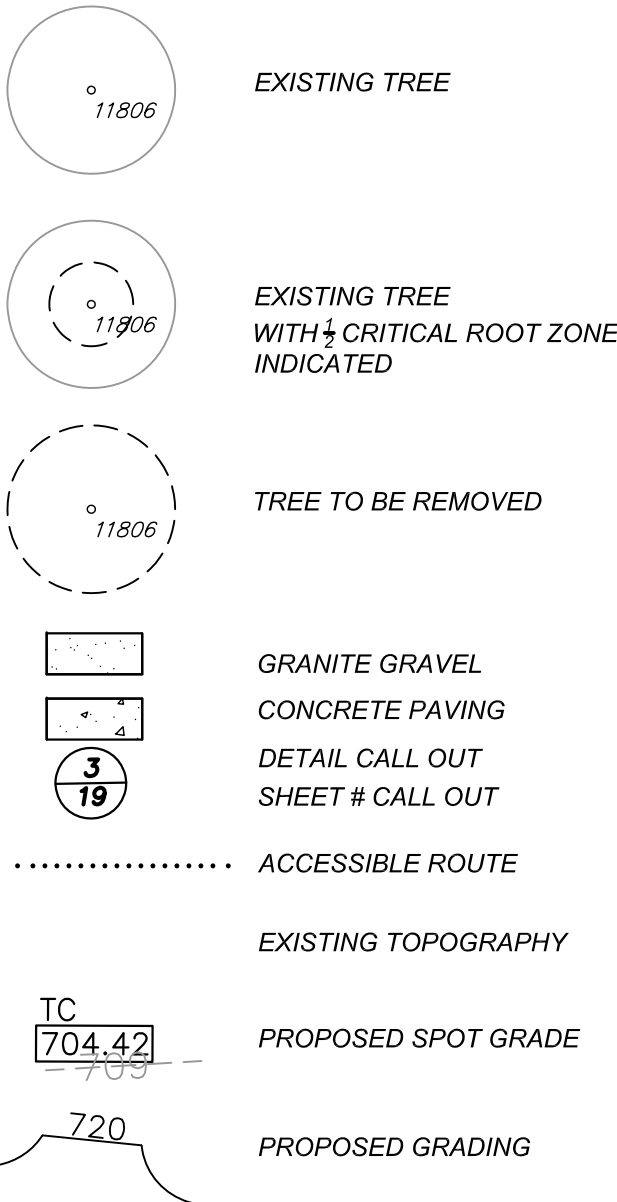 EXISTING TREE
11806
EXISTING TREE
11806
WITH ½ CRITICAL ROOT ZONE
INDICATED
TREE TO BE REMOVED
11806
GRANITE GRAVEL
CONCRETE PAVING
3
DETAIL CALL OUT
19
SHEET # CALL OUT
ACCESSIBLE ROUTE
EXISTING TOPOGRAPHY
TC
704.42
PROPOSED SPOT GRADE
709
720
PROPOSED GRADING